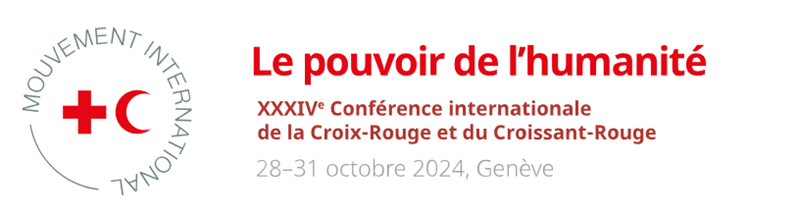 MOUVEMENT INTERNATIONAL
Le pouvoir de l’humanité
XXXIVᵉ Conférence internationale
de la Croix-Rouge et du Croissant-Rouge
28–31 octobre 2024, Genève